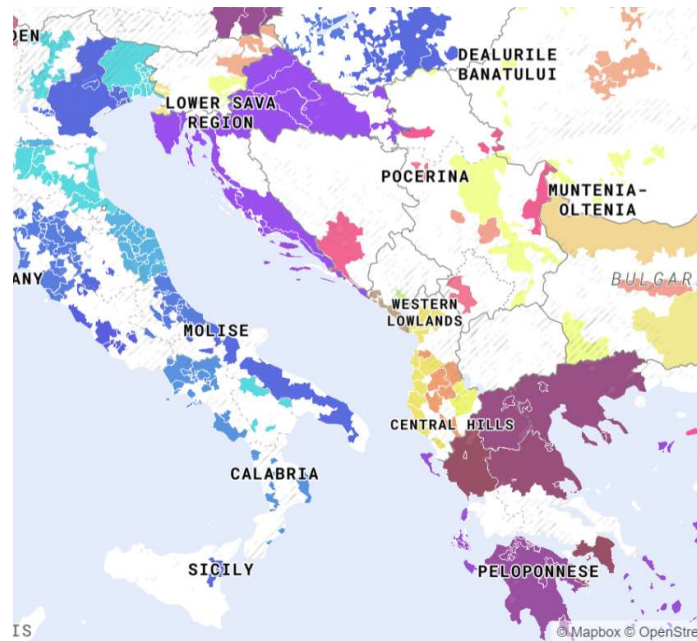 DEN
DEALURILE
BANATULUI
LOWER SAVA
REGION
POCERINA
MUNTENIA-
OLTENIA
ANY
BULGAR
WESTERN
LOWLANDS
MOLISE
CENTRAL HILLS
CALABRIA
SICILY
PELOPONNESE
IS
© Mapbox © OpenStre